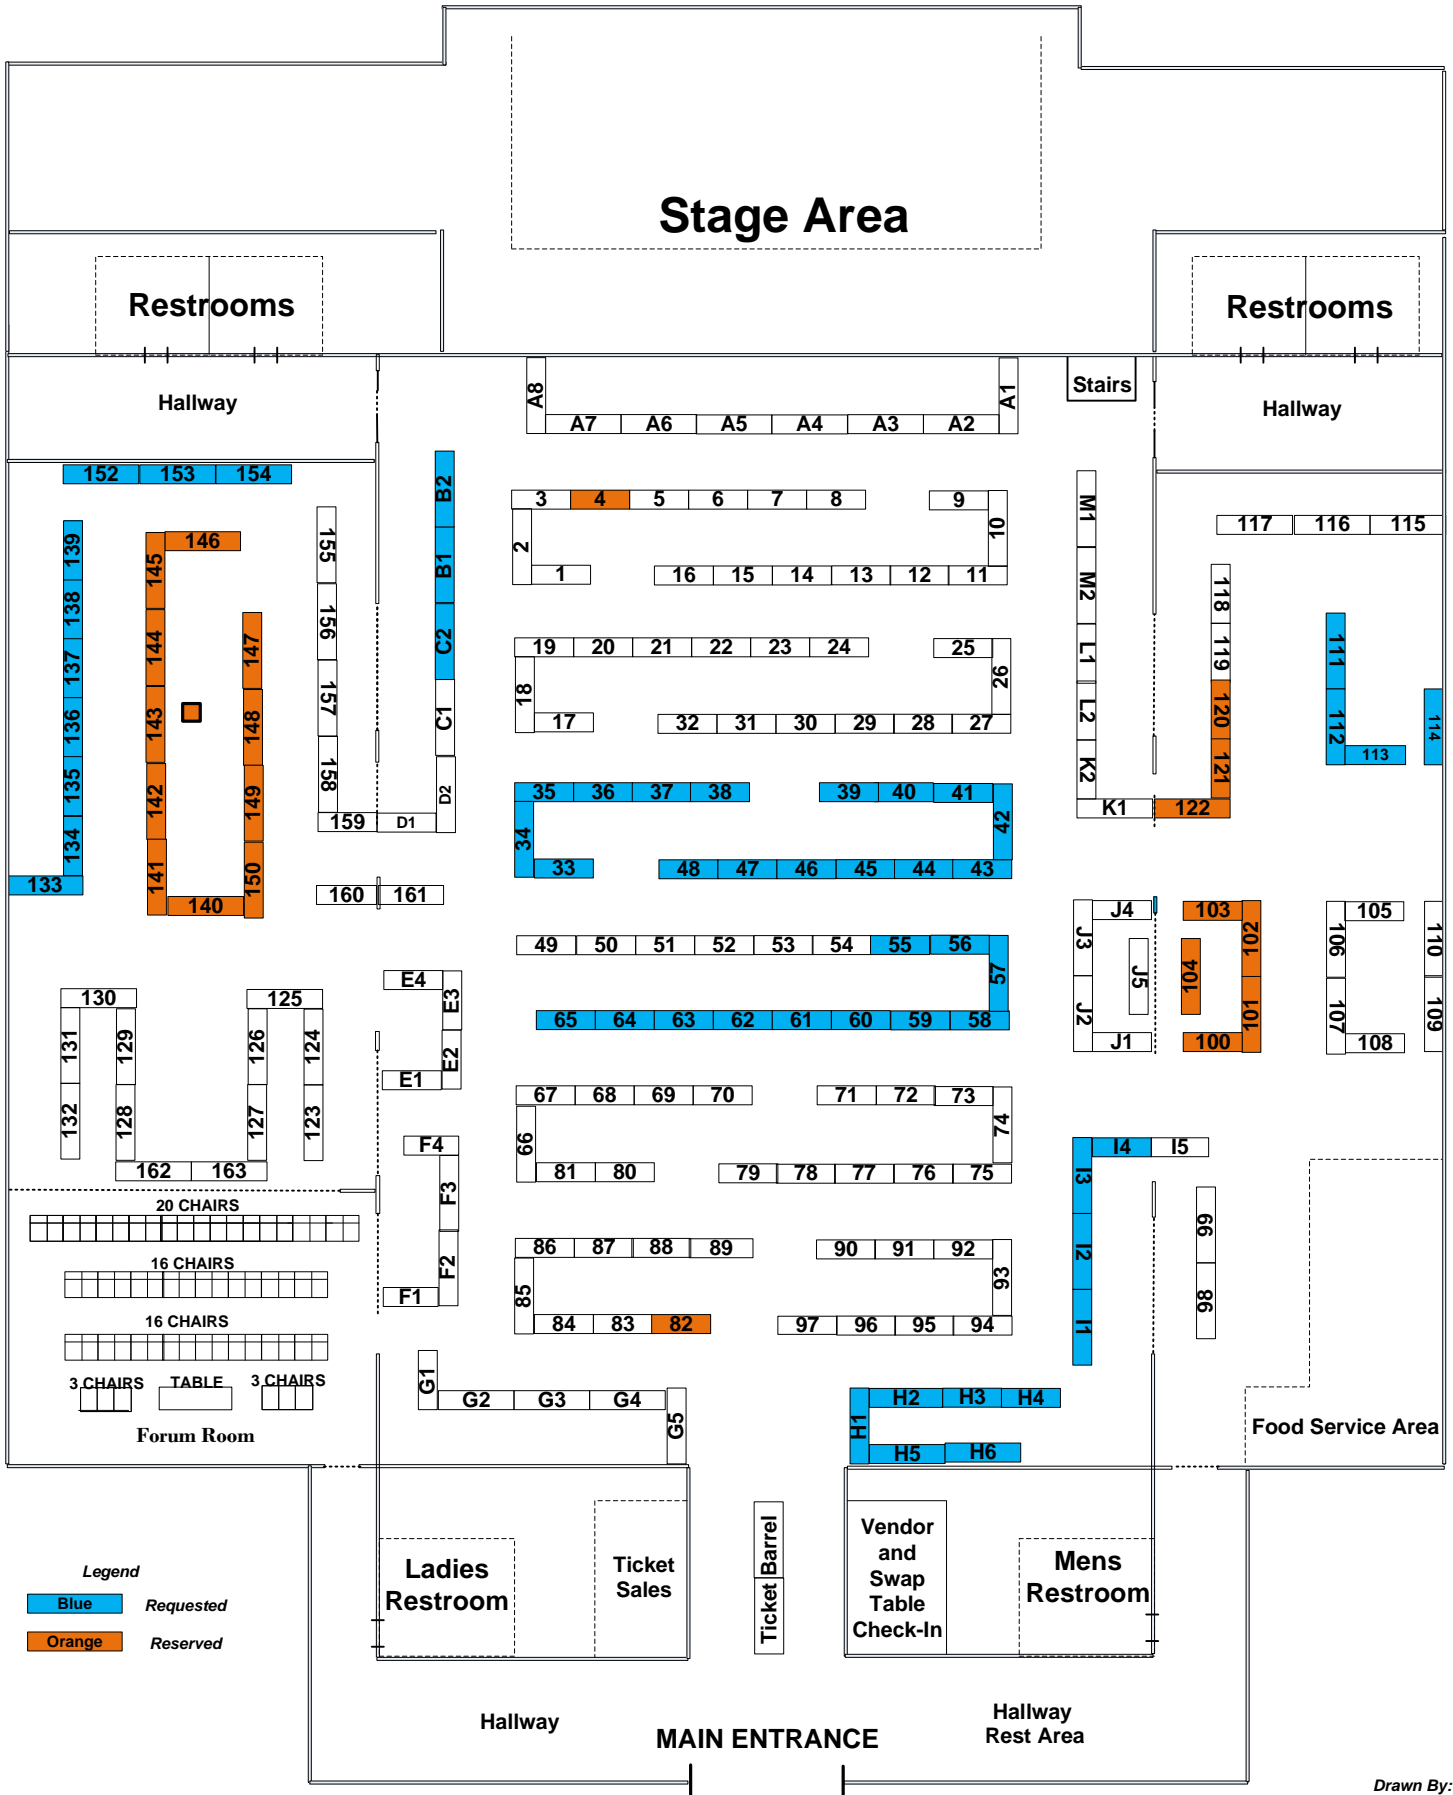 Stage Area
Restrooms
Restrooms
Hallway
Stairs
Hallway
A8
A7 A6 A5 A4 A3 A2
A1
152 153 154
B2
B1
C2
C1
D2
D1
3 4 5 6 7 8 9
2
10
1 16 15 14 13 12 11
M1
M2
L1
L2
K2
K1
117 116 115
118
119
120
121
122
111
112
113
114
139
138
137
136
135
134
133
146
145
144
143
142
141
140
147
148
149
150
155
156
157
158
159
160 161
19 20 21 22 23 24 25
18
26
17 32 31 30 29 28 27
35 36 37 38 39 40 41
34
42
33 48 47 46 45 44 43
49 50 51 52 53 54 55 56
57
65 64 63 62 61 60 59 58
J4
J3
J5
J2
J1
103
102
104
101
100
105
106
107
108
110
109
130
131
132
129
128
125
126
127
124
123
162 163
E4
E3
E2
E1
67 68 69 70 71 72 73
66
74
81 80 79 78 77 76 75
F4
F3
F2
F1
I4 I5
I3
I2
I1
99
98
86 87 88 89 90 91 92
85
93
84 83 82 97 96 95 94
20 CHAIRS
16 CHAIRS
16 CHAIRS
3 CHAIRS TABLE 3 CHAIRS
Forum Room
G1
G2 G3 G4
G5
H1
H2 H3 H4
H5 H6
Food Service Area
Legend
Blue Requested
Orange Reserved
Ladies
Restroom
Ticket
Sales
Ticket Barrel
Vendor
and
Swap
Table
Check-In
Mens
Restroom
Hallway
MAIN ENTRANCE
Hallway
Rest Area
Drawn By: